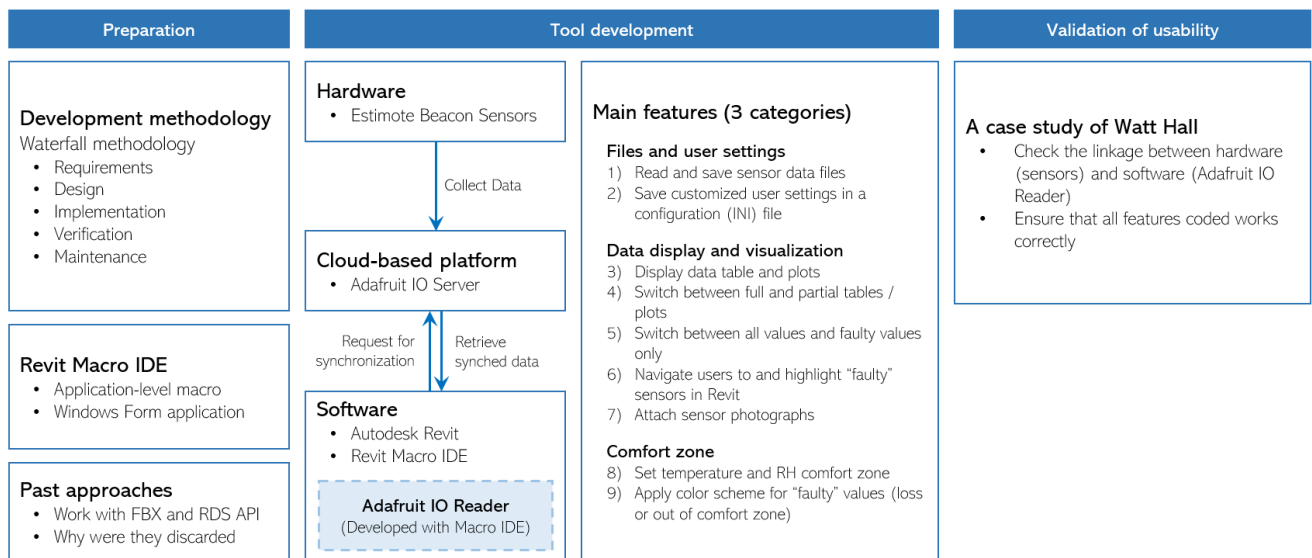 Preparation
Development methodology
Waterfall methodology
• Requirements
• Design
• Implementation
• Verification
• Maintenance
Revit Macro IDE
• Application-level macro
• Windows Form application
Past approaches
• Work with FBX and RDS API
• Why were they discarded
Tool development
Hardware
• Estimote Beacon Sensors
Collect Data
Cloud-based platform
• Adafruit IO Server
Request for
synchronization
Retrieve
synched data
Software
• Autodesk Revit
• Revit Macro IDE
Adafruit IO Reader
(Developed with Macro IDE)
Main features (3 categories)
Files and user settings
1) Read and save sensor data files
2) Save customized user settings in a
configuration (INI) file
Data display and visualization
3) Display data table and plots
4) Switch between full and partial tables /
plots
5) Switch between all values and faulty values
only
6) Navigate users to and highlight “faulty”
sensors in Revit
7) Attach sensor photographs
Comfort zone
8) Set temperature and RH comfort zone
9) Apply color scheme for “faulty” values (loss
or out of comfort zone)
Validation of usability
A case study of Watt Hall
• Check the linkage between hardware
(sensors) and software (Adafruit IO
Reader)
• Ensure that all features coded works
correctly